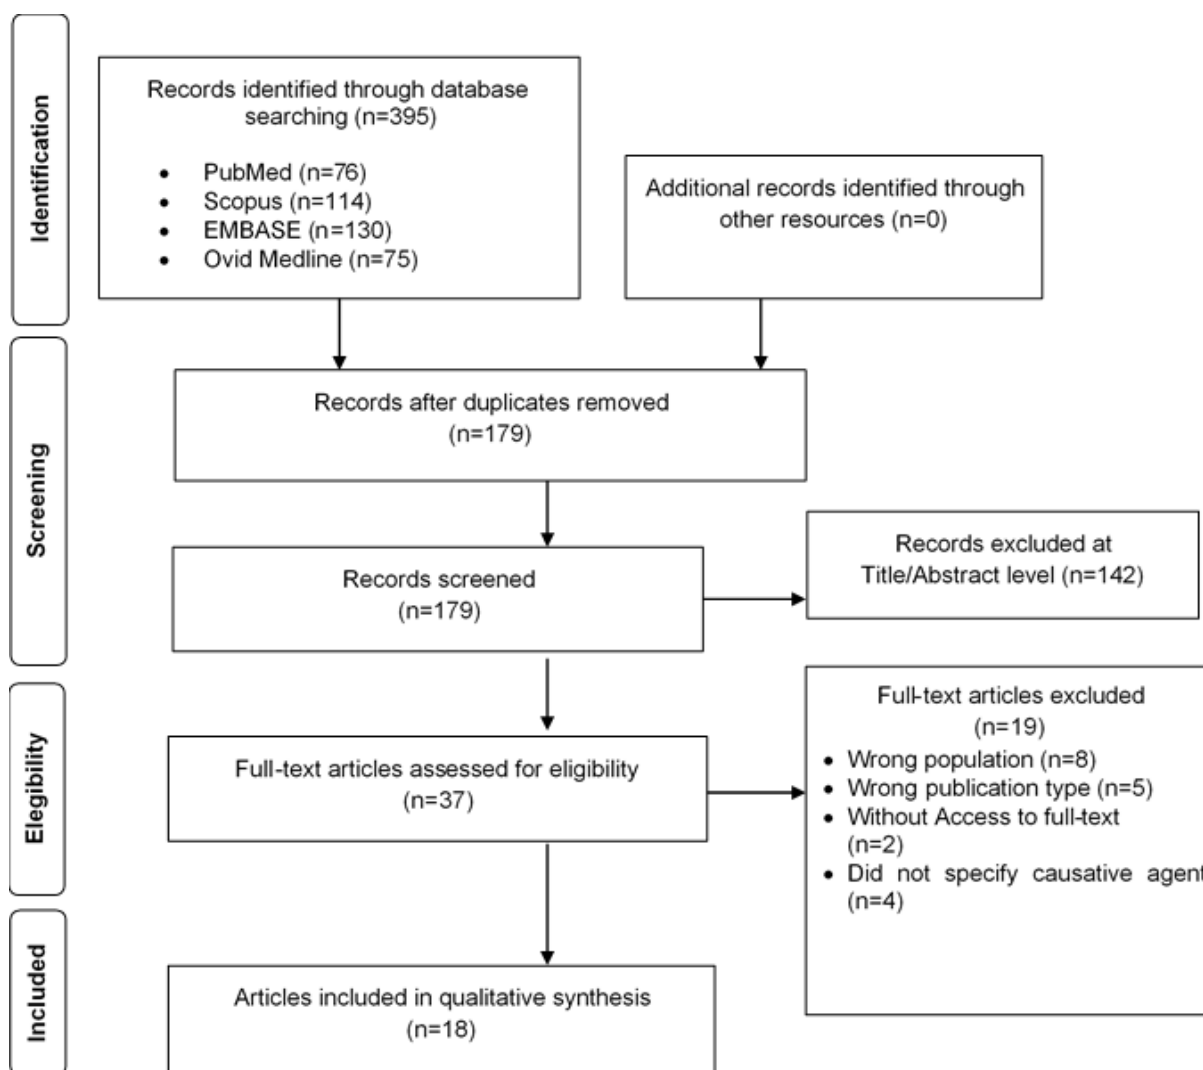 Identification
Records identified through database
searching (n=395)
• PubMed (n=76)
• Scopus (n=114)
• EMBASE (n=130)
• Ovid Medline (n=75)
Additional records identified through
other resources (n=0)
Screening
Records after duplicates removed
(n=179)
Records screened
(n=179)
Records excluded at
Title/Abstract level (n=142)
Elegibility
Full-text articles assessed for eligibility
(n=37)
Full-text articles excluded
(n=19)
• Wrong population (n=8)
• Wrong publication type (n=5)
• Without Access to full-text
(n=2)
• Did not specify causative agent
(n=4)
Included
Articles included in qualitative synthesis
(n=18)